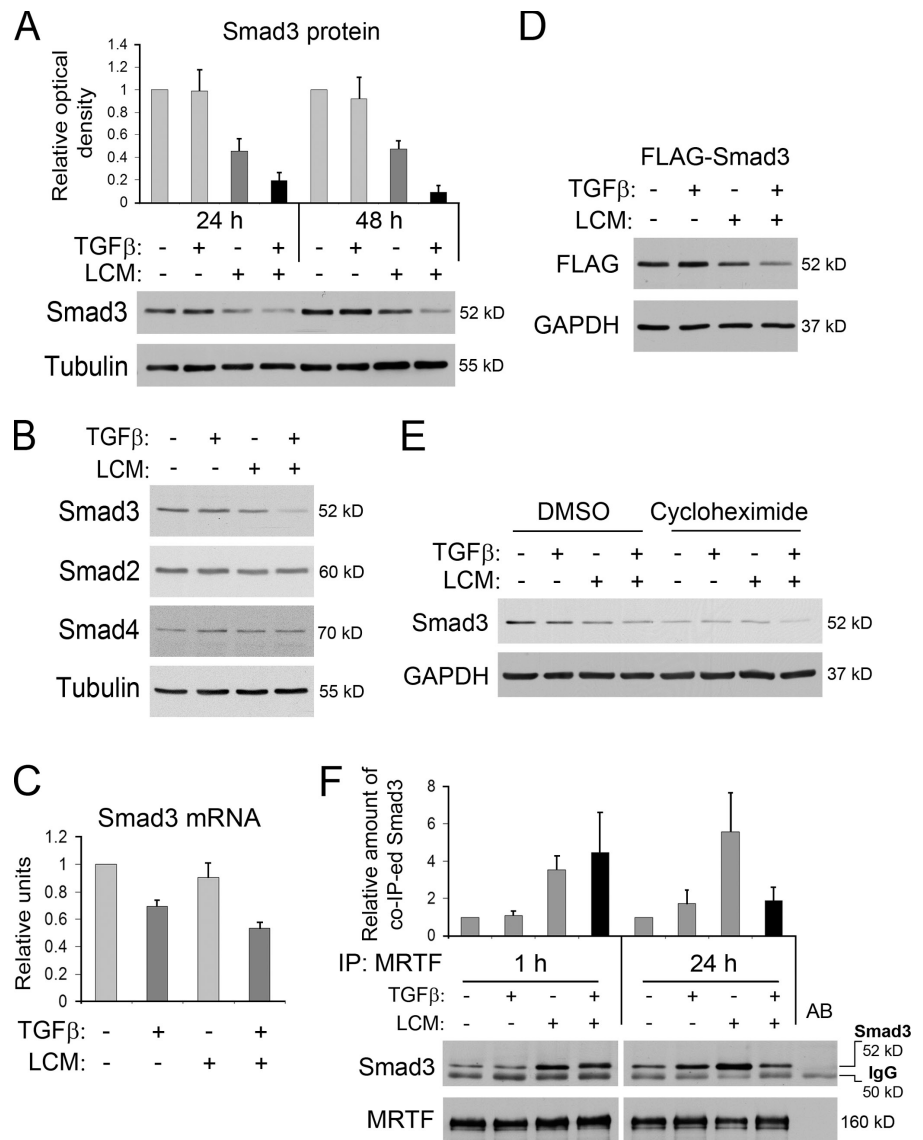 A
Smad3 protein
Relative optical density
1.4
1.2
1
0.8
0.6
0.4
0.2
0
24 h 48 h
TGFβ: - + - + - + - +
LCM: - - + + - - + +
Smad3 52 kD
Tubulin 55 kD
B
TGFβ: - + - +
LCM: - - + +
Smad3 52 kD
Smad2 60 kD
Smad4 70 kD
Tubulin 55 kD
C
Smad3 mRNA
Relative units
1.2
1
0.8
0.6
0.4
0.2
0
TGFβ: - + - +
LCM: - - + +
D
FLAG-Smad3
TGFβ: - + - +
LCM: - - + +
FLAG 52 kD
GAPDH 37 kD
E
DMSO Cycloheximide
TGFβ: - + - + - + - +
LCM: - - + + - - + +
Smad3 52 kD
GAPDH 37 kD
F
Relative amount of
co-IP-ed Smad3
8
6
4
2
0
IP: MRTF 1 h 24 h
TGFβ: - + - + - + - + AB
LCM: - - + + - - + +
Smad3
Smad3
52 kD
IgG
50 kD
MRTF 160 kD